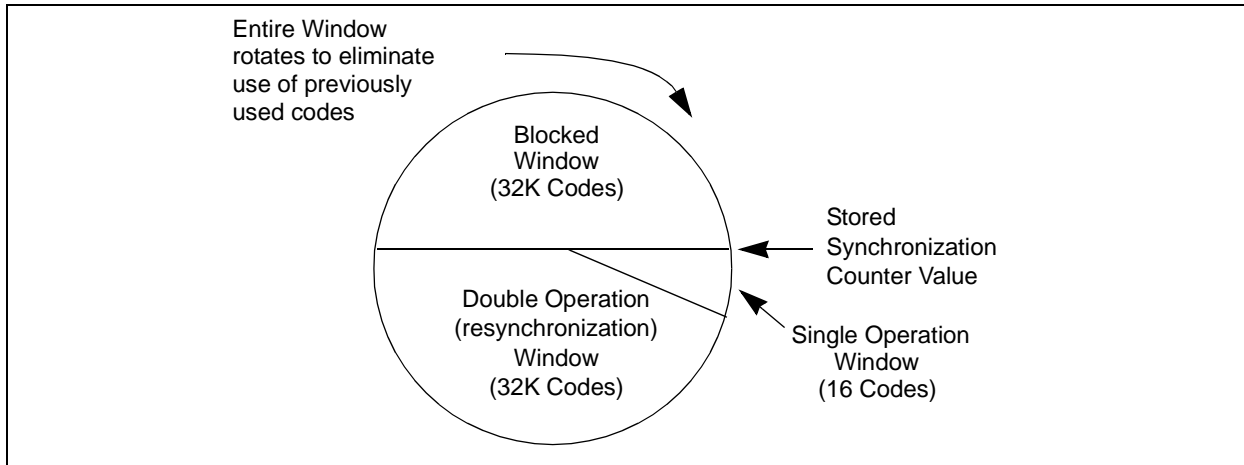 Entire Window
rotates to eliminate
use of previously
used codes
Blocked
Window
(32K Codes)
Stored
Synchronization
Counter Value
Double Operation
(resynchronization)
Window
(32K Codes)
Single Operation
Window
(16 Codes)